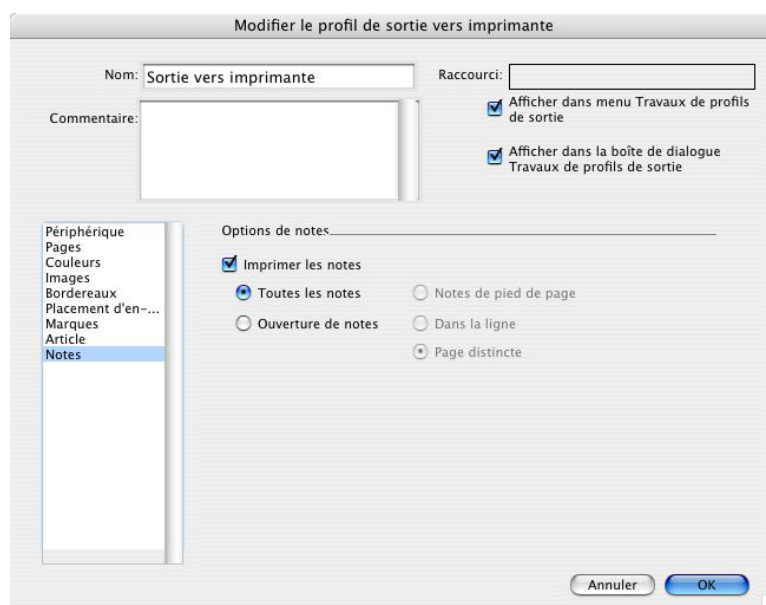 Modifier le profil de sortie vers imprimante
Nom: Sortie vers imprimante
Raccourci:
Commentaire:
Afficher dans menu Travaux de profils
de sortie
Afficher dans la boîte de dialogue
Travaux de profils de sortie
Périphérique
Pages
Couleurs
Images
Bordereaux
Placement d'en-...
Marques
Article
Notes
Options de notes
Imprimer les notes
Toutes les notes
Notes de pied de page
Ouverture de notes
Dans la ligne
Page distincte
Annuler
OK